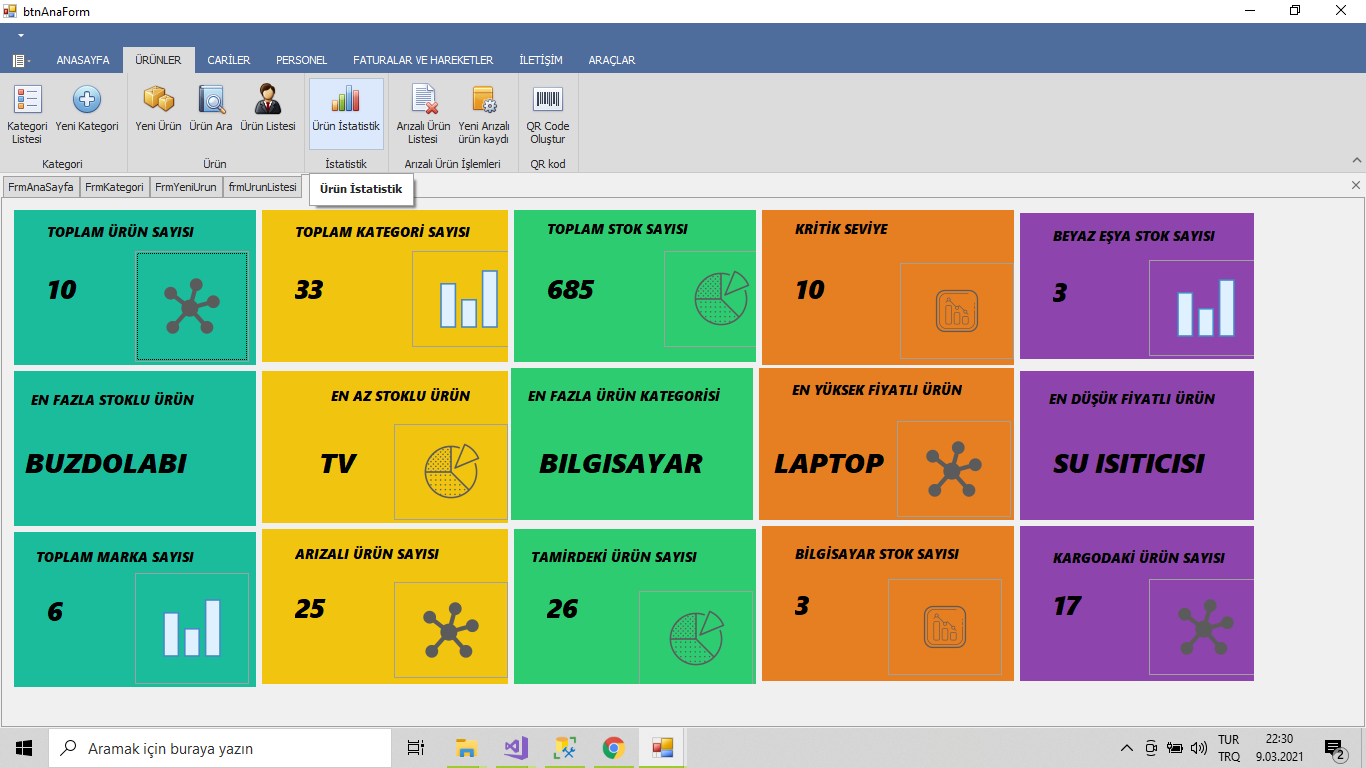 btnAnaForm
ANASAYFA ÜRÜNLER CARİLER PERSONEL FATURALAR VE HAREKETLER İLETİŞİM ARAÇLAR
Kategori Listesi Yeni Kategori Yeni Ürün Ürün Ara Ürün Listesi Ürün İstatistik Arızalı Ürün Listesi Yeni Arızalı ürün kaydı QR Code Oluştur
Kategori Ürün İstatistik Arızalı Ürün İşlemleri QR kod
FrmAnaSayfa FrmKategori FrmYeniUrun frmUrunListesi Ürün İstatistik
TOPLAM ÜRÜN SAYISI TOPLAM KATEGORİ SAYISI TOPLAM STOK SAYISI KRİTİK SEVİYE BEYAZ EŞYA STOK SAYISI
10 33 685 10 3
EN FAZLA STOKLU ÜRÜN EN AZ STOKLU ÜRÜN EN FAZLA ÜRÜN KATEGORİSİ EN YÜKSEK FİYATLI ÜRÜN EN DÜŞÜK FİYATLI ÜRÜN
BUZDOLABI TV BILGISAYAR LAPTOP SU ISITICISI
TOPLAM MARKA SAYISI ARIZALI ÜRÜN SAYISI TAMİRDEKİ ÜRÜN SAYISI BİLGİSAYAR STOK SAYISI KARGODAKİ ÜRÜN SAYISI
6 25 26 3 17
Aramak için buraya yazın
TUR 22:30
TRQ 9.03.2021 2